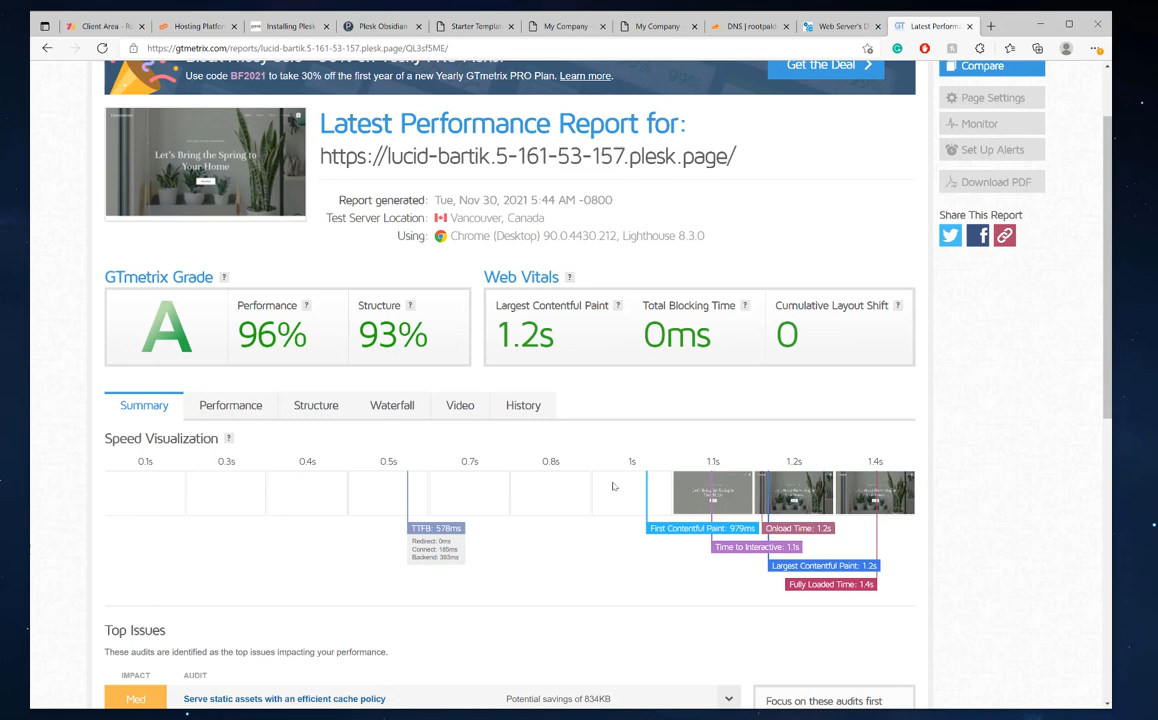 Client Area - Ro
Hosting Platfor
Installing Plesk
Plesk Obsidian
Starter Templat
My Company
My Company
DNS | rootpald
Web Server's D
GT Latest Performa
https://gtmetrix.com/reports/lucid-bartik.5-161-53-157.plesk.page/QL3sf5ME/
Use code BF2021 to take 30% off the first year of a new Yearly GTmetrix PRO Plan. Learn more.
Get the Deal
Compare
Page Settings
Monitor
Set Up Alerts
Download PDF
Share This Report
Let's Bring the Spring to
Your Home
Latest Performance Report for:
https://lucid-bartik.5-161-53-157.plesk.page/
Report generated: Tue, Nov 30, 2021 5:44 AM -0800
Test Server Location: Vancouver, Canada
Using: Chrome (Desktop) 90.0.4430.212, Lighthouse 8.3.0
GTmetrix Grade ?
A
Performance ?
96%
Structure ?
93%
Web Vitals ?
Largest Contentful Paint ?
1.2s
Total Blocking Time ?
0ms
Cumulative Layout Shift ?
0
Summary Performance Structure Waterfall Video History
Speed Visualization ?
0.1s 0.3s 0.4s 0.5s 0.7s 0.8s 1s 1.1s 1.2s 1.4s
TTFB: 578ms
Redirect: 0ms
Connect: 185ms
Backend: 393ms
First Contentful Paint: 979ms
Onload Time: 1.2s
Time to Interactive: 1.1s
Largest Contentful Paint: 1.2s
Fully Loaded Time: 1.4s
Top Issues
These audits are identified as the top issues impacting your performance.
IMPACT AUDIT
Med Serve static assets with an efficient cache policy Potential savings of 834KB
Focus on these audits first